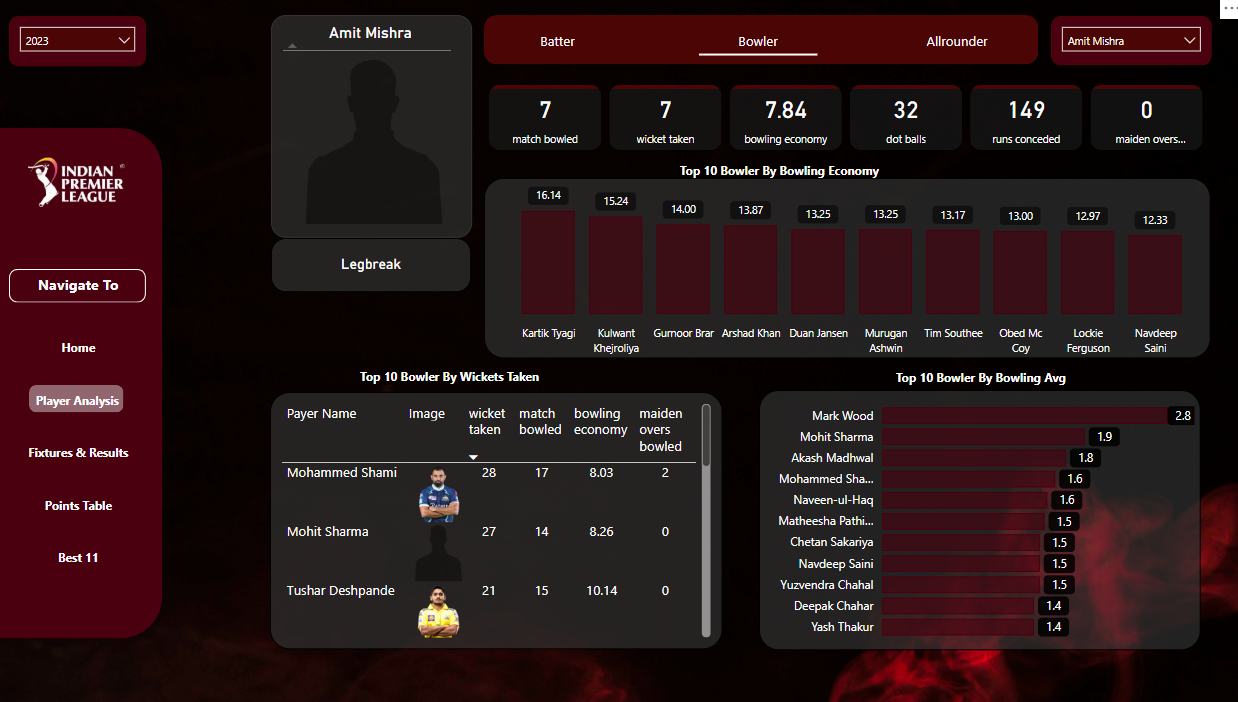 2023
INDIAN
PREMIER
LEAGUE
Navigate To
Home
Player Analysis
Fixtures & Results
Points Table
Best 11
Amit Mishra
Legbreak
Batter
Bowler
Allrounder
Amit Mishra
7
match bowled
7
wicket taken
7.84
bowling economy
32
dot balls
149
runs conceded
0
maiden overs...
Top 10 Bowler By Bowling Economy
16.14
15.24
14.00
13.87
13.25
13.25
13.17
13.00
12.97
12.33
Kartik Tyagi
Kulwant
Khejroliya
Gurnoor Brar
Arshad Khan
Duan Jansen
Murugan
Ashwin
Tim Southee
Obed Mc
Coy
Lockie
Ferguson
Navdeep
Saini
Top 10 Bowler By Wickets Taken
Payer Name
Image
wicket
taken
match
bowled
bowling
economy
maiden
overs
bowled
Mohammed Shami 28 17 8.03 2
Mohit Sharma 27 14 8.26 0
Tushar Deshpande 21 15 10.14 0
Top 10 Bowler By Bowling Avg
Mark Wood 2.8
Mohit Sharma 1.9
Akash Madhwal 1.8
Mohammed Sha... 1.6
Naveen-ul-Haq 1.6
Matheesha Pathi... 1.5
Chetan Sakariya 1.5
Navdeep Saini 1.5
Yuzvendra Chahal 1.5
Deepak Chahar 1.4
Yash Thakur 1.4